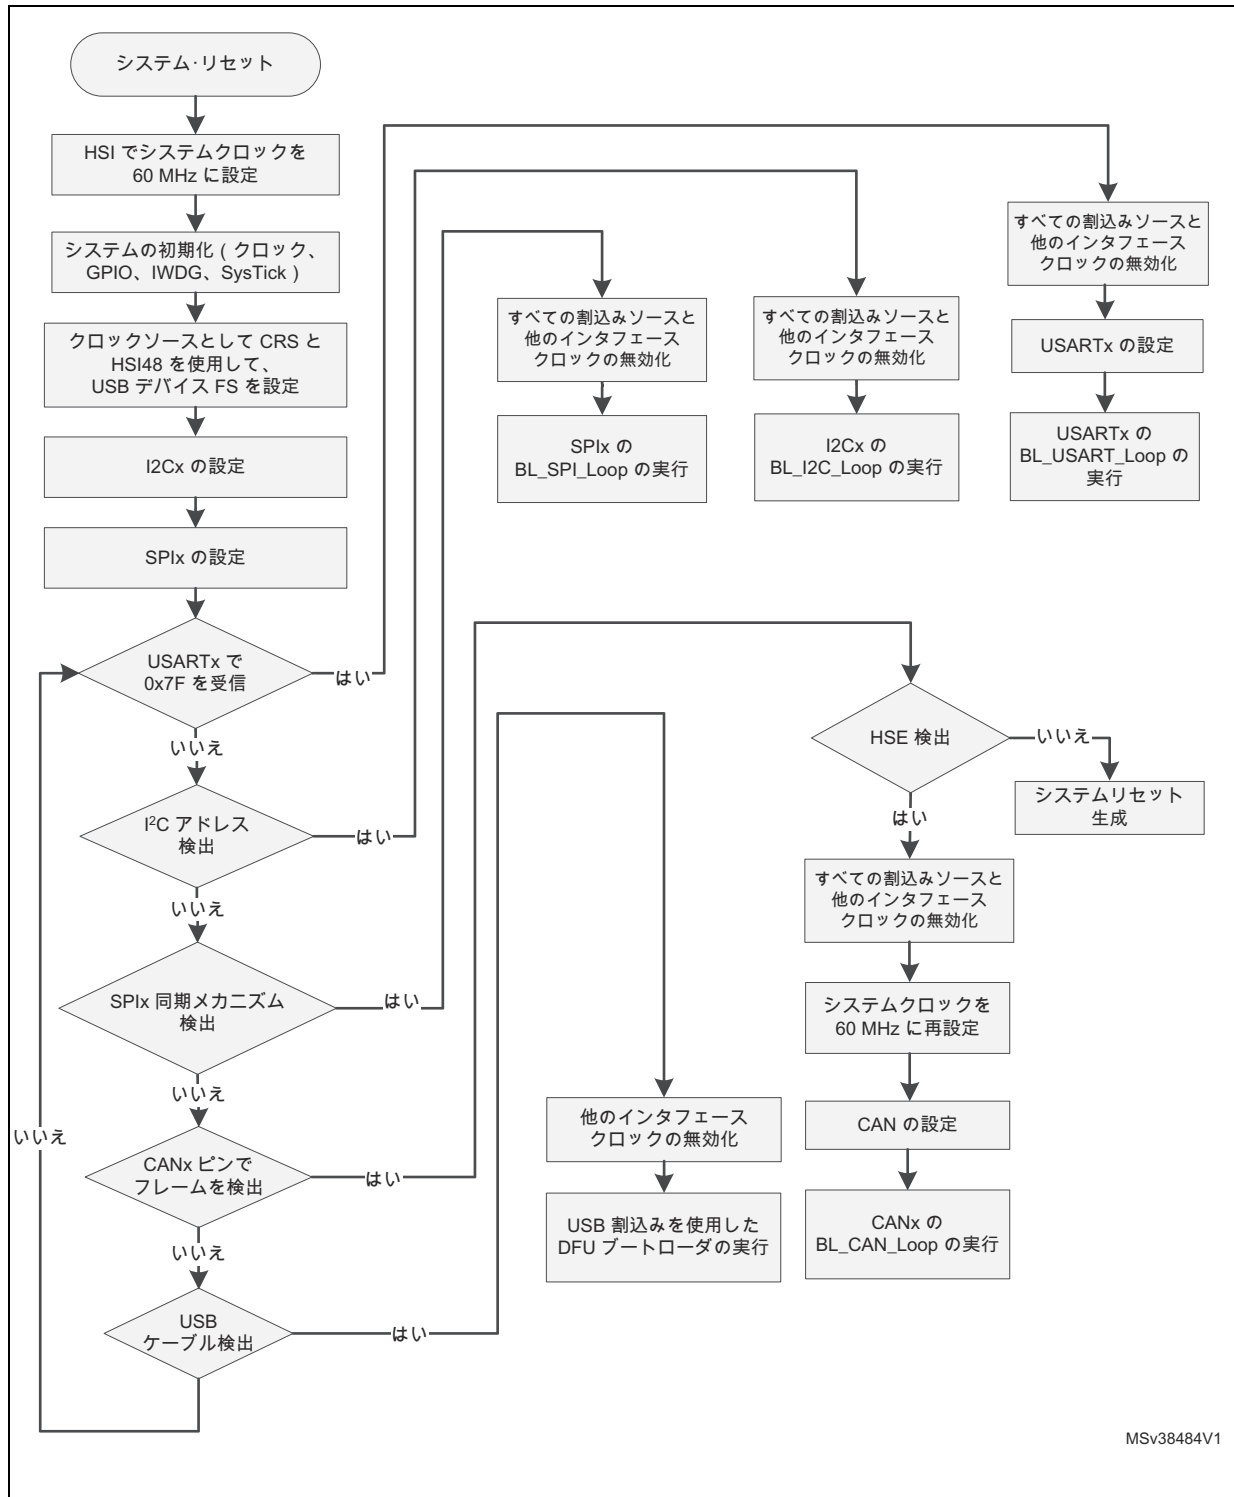 システム･リセット
HSI でシステムクロックを
60 MHz に設定
システムの初期化 ( クロック、
GPIO、IWDG、SysTick )
クロックソースとして CRS と
HSI48 を使用して、
USB デバイス FS を設定
I2Cx の設定
SPIx の設定
USARTx で
0x7F を受信
はい
いいえ
I²C アドレス
検出
はい
いいえ
SPIx 同期メカニズム
検出
はい
いいえ
CANx ピンで
フレームを検出
はい
いいえ
USB
ケーブル検出
はい
いいえ
すべての割込みソースと
他のインタフェース
クロックの無効化
SPIx の
BL_SPI_Loop の実行
すべての割込みソースと
他のインタフェース
クロックの無効化
I2Cx の
BL_I2C_Loop の実行
すべての割込みソースと
他のインタフェース
クロックの無効化
USARTx の設定
USARTx の
BL_USART_Loop の
実行
HSE 検出
いいえ
システムリセット
生成
はい
すべての割込みソースと
他のインタフェース
クロックの無効化
システムクロックを
60 MHz に再設定
CAN の設定
CANx の
BL_CAN_Loop の実行
他のインタフェース
クロックの無効化
USB 割込みを使用した
DFU ブートローダの実行
MSv38484V1